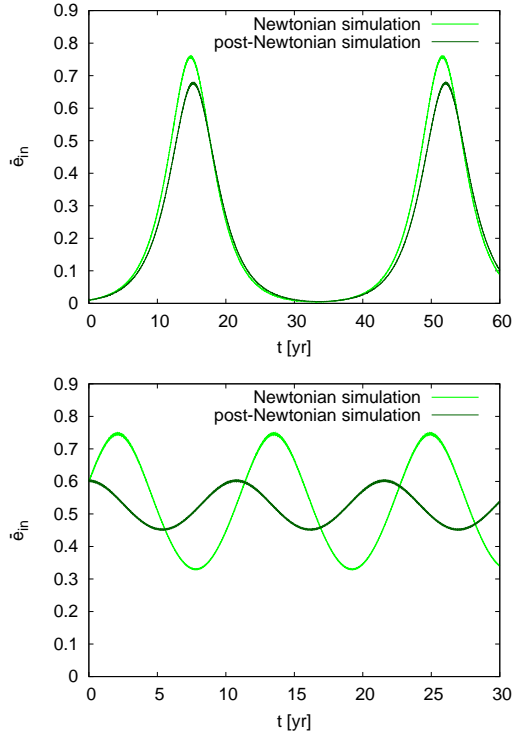 0.9
0.8
0.7
0.6
0.5
0.4
0.3
0.2
0.1
0
ē_in
Newtonian simulation
post-Newtonian simulation
0 10 20 30 40 50 60
t [yr]
0.9
0.8
0.7
0.6
0.5
0.4
0.3
0.2
0.1
0
ē_in
Newtonian simulation
post-Newtonian simulation
0 5 10 15 20 25 30
t [yr]